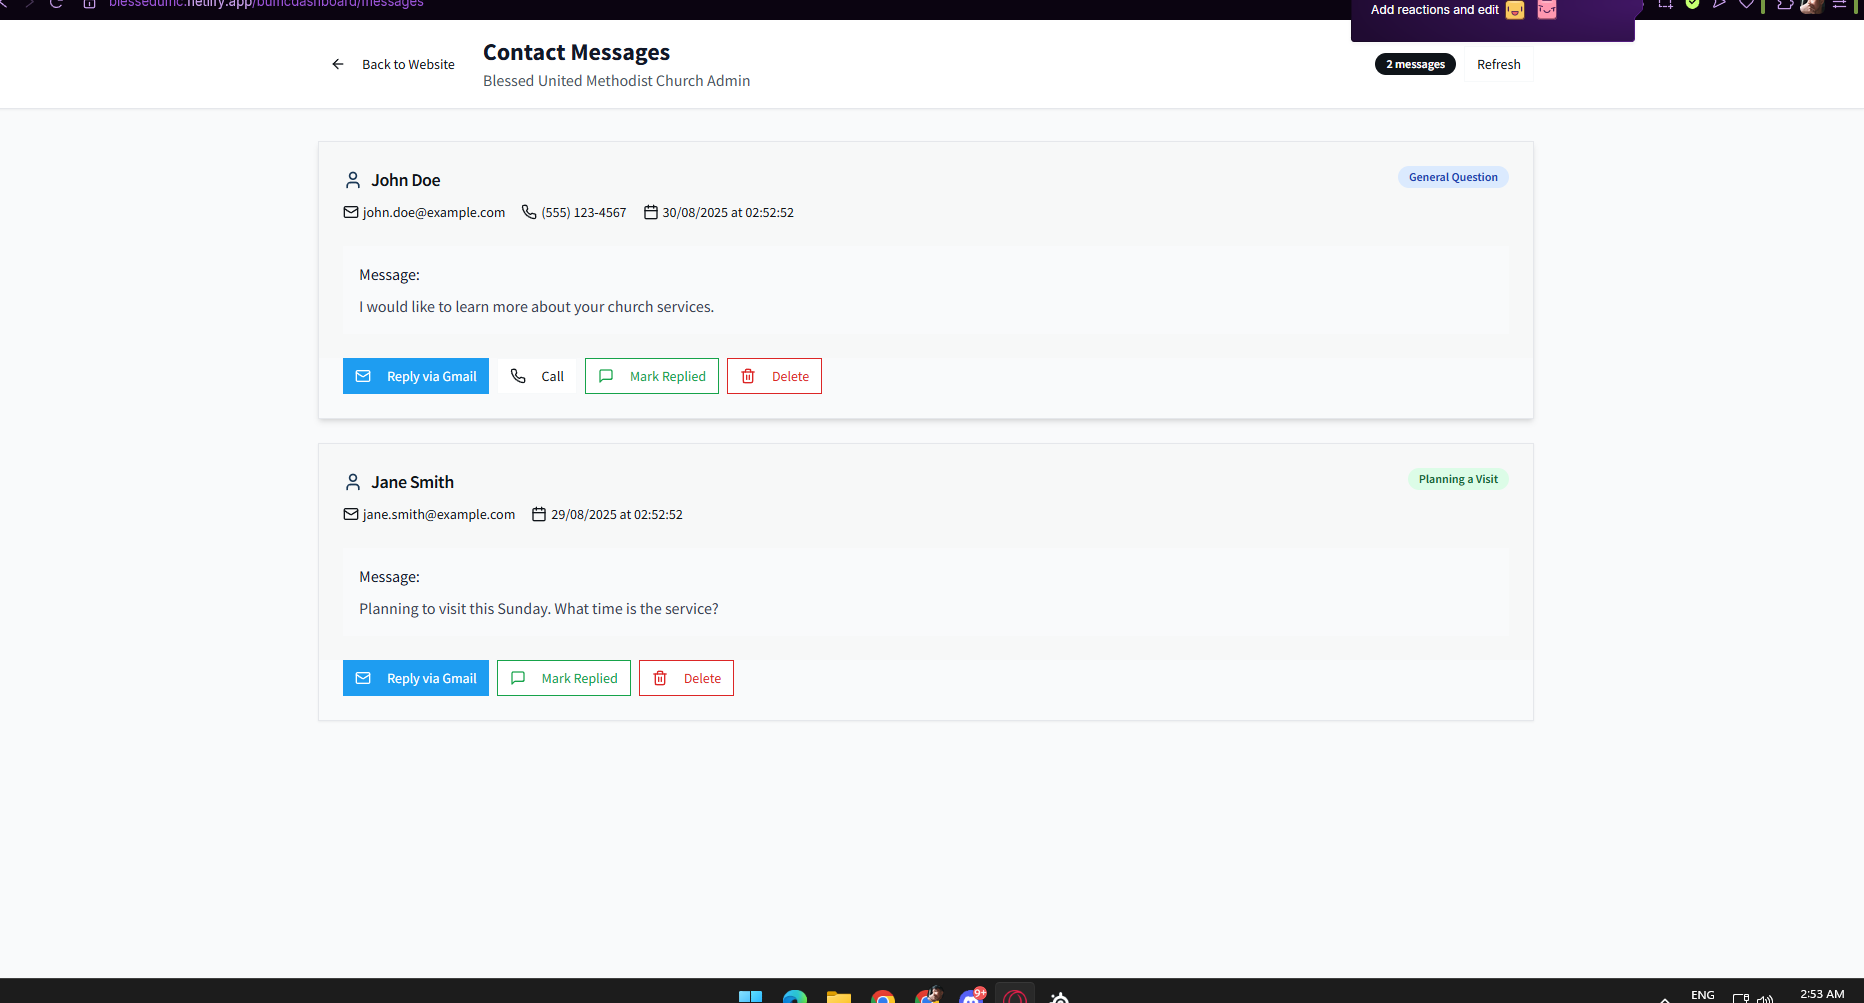 blessedumc.netlify.app/bumcdashboard/messages
Add reactions and edit
Back to Website
Contact Messages
Blessed United Methodist Church Admin
2 messages
Refresh
John Doe
General Question
john.doe@example.com (555) 123-4567 30/08/2025 at 02:52:52
Message:
I would like to learn more about your church services.
Reply via Gmail Call Mark Replied Delete
Jane Smith
Planning a Visit
jane.smith@example.com 29/08/2025 at 02:52:52
Message:
Planning to visit this Sunday. What time is the service?
Reply via Gmail Mark Replied Delete
9+
ENG
2:53 AM